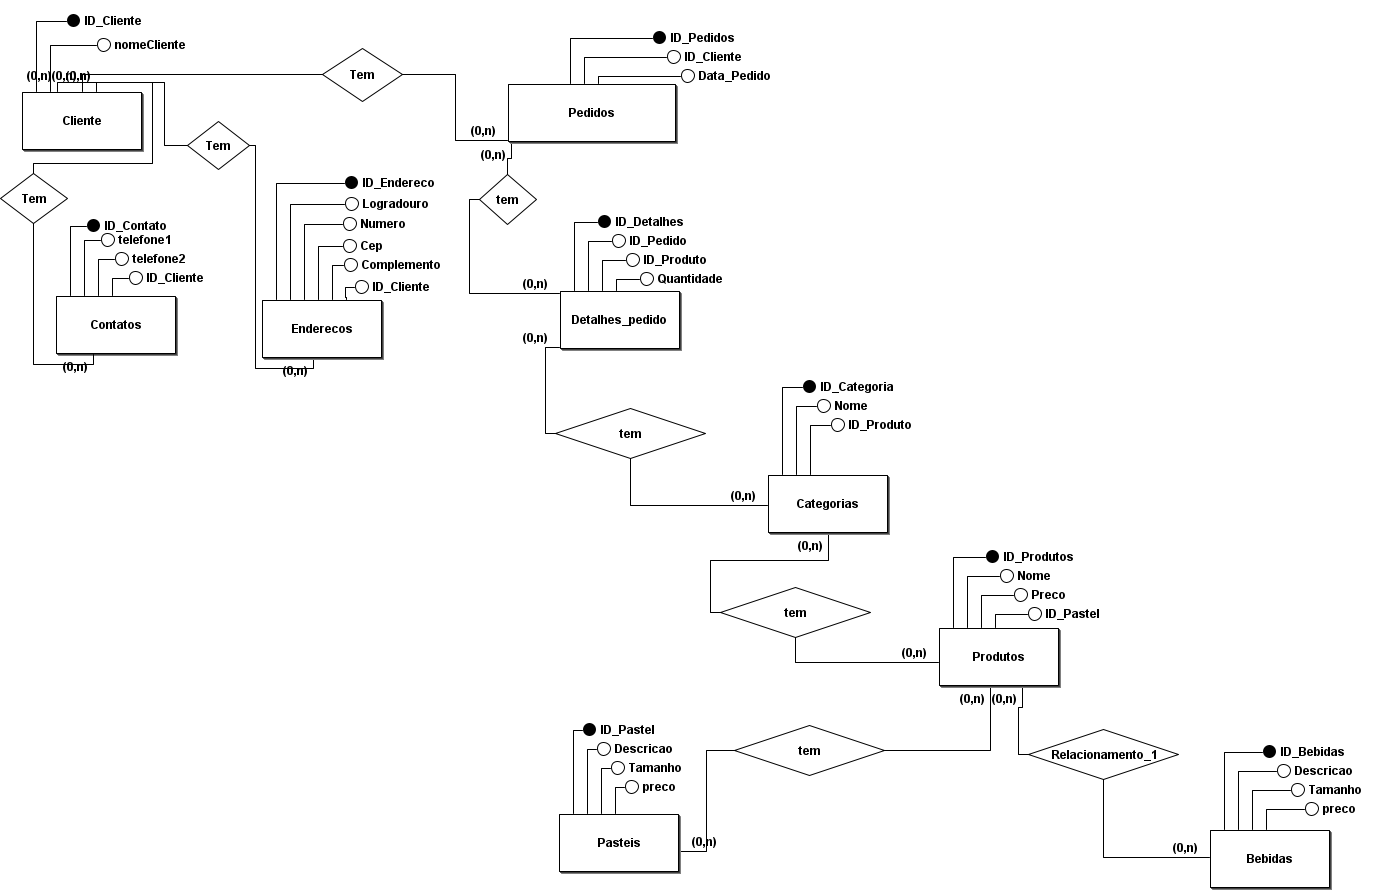 ID_Cliente
nomeCliente
(0,n)
(0,n)
(0,n)
Cliente
Tem
ID_Pedidos
ID_Cliente
Data_Pedido
Pedidos
(0,n)
(0,n)
Tem
Tem
tem
ID_Contato
telefone1
telefone2
ID_Cliente
Contatos
(0,n)
ID_Endereco
Logradouro
Numero
Cep
Complemento
ID_Cliente
Enderecos
(0,n)
ID_Detalhes
ID_Pedido
ID_Produto
Quantidade
(0,n)
Detalhes_pedido
(0,n)
tem
ID_Categoria
Nome
ID_Produto
(0,n)
Categorias
(0,n)
tem
ID_Produtos
Nome
Preco
ID_Pastel
(0,n)
Produtos
(0,n)
(0,n)
tem
Relacionamento_1
ID_Pastel
Descricao
Tamanho
preco
Pasteis
(0,n)
ID_Bebidas
Descricao
Tamanho
preco
(0,n)
Bebidas